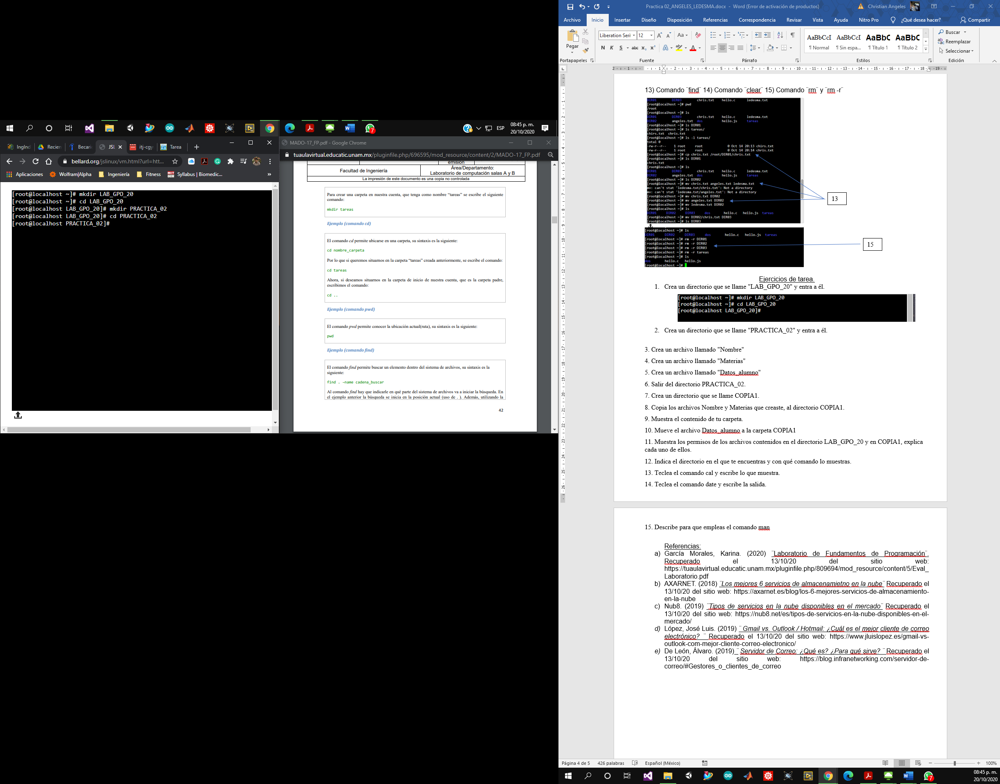 08:45 p. m.
ESP
20/10/2020
7
IngInd
Recien
Becari
JSL
itj-cgy
Tarea
bellard.org/jslinux/vm.html?url=htt...
Aplicaciones
Wolfram|Alpha
Ingeniería
Fitness
Syllabus | Biomedic...
»
[root@localhost ~]# mkdir LAB_GPO_20
[root@localhost ~]# cd LAB_GPO_20
[root@localhost LAB_GPO_20]# mkdir PRACTICA_02
[root@localhost LAB_GPO_20]# cd PRACTICA_02
[root@localhost PRACTICA_02]#
MADO-17_FP.pdf - Google Chrome
tuaulavirtual.educatic.unam.mx/pluginfile.php/696595/mod_resource/content/2/MADO-17_FP.pdf
emisión
Facultad de Ingeniería
Área/Departamento:
Laboratorio de computación salas A y B
La impresión de este documento es una copia no controlada
Para crear una carpeta en nuestra cuenta, que tenga como nombre “tareas” se escribe el siguiente
comando:
mkdir tareas
Ejemplo (comando cd)
El comando cd permite ubicarse en una carpeta, su sintaxis es la siguiente:
cd nombre_carpeta
Por lo que si queremos situarnos en la carpeta “tareas” creada anteriormente, se escribe el comando:
cd tareas
Ahora, si deseamos situarnos en la carpeta de inicio de nuestra cuenta, que es la carpeta padre,
escribimos el comando:
cd ..
Ejemplo (comando pwd)
El comando pwd permite conocer la ubicación actual(ruta), su sintaxis es la siguiente:
pwd
Ejemplo (comando find)
El comando find permite buscar un elemento dentro del sistema de archivos, su sintaxis es la
siguiente:
find . -name cadena_buscar
Al comando find hay que indicarle en qué parte del sistema de archivos va a iniciar la búsqueda. En
el ejemplo anterior la búsqueda se inicia en la posición actual (uso de . ). Además, utilizando la
42
Practica 02_ANGELES_LEDESMA.docx - Word (Error de activación de productos)
Christian Angeles
Archivo Inicio Insertar Diseño Disposición Referencias Correspondencia Revisar Vista Ayuda Nitro Pro ¿Qué desea hacer? Compartir
Pegar
Liberation Seri 12
N K S abc x₂ x²
AaBbCcI AaBbCcI AaBbC AaBbC
¶ Normal ¶ Sin espa... ¶ Título 1 ¶ Título 2
Buscar
Reemplazar
Seleccionar
Portapapeles Fuente Párrafo Estilos Edición
13) Comando ¨find¨ 14) Comando ¨clear¨ 15) Comando ¨rm¨ y ¨rm -r¨
DIR01 DIR03 chris.txt hello.c ledesma.txt
[root@localhost ~]# pwd
/root
[root@localhost ~]# ls
DIR01 DIR03 chris.txt hello.c ledesma.txt
DIR02 angeles.txt dos hello.js tareas
[root@localhost ~]# ls DIR01
[root@localhost ~]# ls tareas/
chirs.txt chris.txt
[root@localhost ~]# ls -l tareas/
total 0
-rw-r--r-- 1 root root 0 Oct 14 20:13 chirs.txt
-rw-r--r-- 1 root root 0 Oct 14 20:14 chirs.txt
[root@localhost ~]# cp chris.txt /root/DIR01/chris.txt
[root@localhost ~]# ls DIR01
chris.txt
[root@localhost ~]# ls
DIR01 DIR03 chris.txt hello.c ledesma.txt
DIR02 angeles.txt dos hello.js tareas
[root@localhost ~]# ls DIR02
[root@localhost ~]# mv chris.txt angeles.txt ledesma.txt
mv: can't stat 'ledesma.txt/chris.txt': Not a directory
mv: can't stat 'ledesma.txt/angeles.txt': Not a directory
[root@localhost ~]# mv chris.txt DIR02
[root@localhost ~]# mv angeles.txt DIR02
[root@localhost ~]# mv ledesma.txt DIR02
[root@localhost ~]# ls
DIR01 DIR02 DIR03 dos hello.c hello.js tareas
[root@localhost ~]# mv DIR02/chris.txt DIR03
[root@localhost ~]# ls DIR03
13
[root@localhost ~]# ls
DIR01 DIR02 DIR03 dos hello.c hello.js tareas
[root@localhost ~]# rm -r DIR01
[root@localhost ~]# rm -r DIR02
[root@localhost ~]# rm -r DIR03
[root@localhost ~]# rm -r tareas
[root@localhost ~]# ls
dos hello.c hello.js
[root@localhost ~]#
15
Ejercicios de tarea.
1. Crea un directorio que se llame "LAB_GPO_20" y entra a él.
[root@localhost ~]# mkdir LAB_GPO_20
[root@localhost ~]# cd LAB_GPO_20
[root@localhost LAB_GPO_20]#
2. Crea un directorio que se llame "PRACTICA_02" y entra a él.
3. Crea un archivo llamado "Nombre"
4. Crea un archivo llamado "Materias"
5. Crea un archivo llamado "Datos_alumno"
6. Salir del directorio PRACTICA_02.
7. Crea un directorio que se llame COPIA1.
8. Copia los archivos Nombre y Materias que creaste, al directorio COPIA1.
9. Muestra el contenido de tu carpeta.
10. Mueve el archivo Datos_alumno a la carpeta COPIA1
11. Muestra los permisos de los archivos contenidos en el directorio LAB_GPO_20 y en COPIA1, explica
cada uno de ellos.
12. Indica el directorio en el que te encuentras y con qué comando lo muestras.
13. Teclea el comando cal y escribe lo que muestra.
14. Teclea el comando date y escribe la salida.
15. Describe para que empleas el comando man
Referencias:
a) García Morales, Karina. (2020) ¨Laboratorio de Fundamentos de Programación¨.
Recuperado el 13/10/20 del sitio web:
https://tuaulavirtual.educatic.unam.mx/pluginfile.php/809694/mod_resource/content/5/Eval_
Laboratorio.pdf
b) AXARNET. (2018) ¨Los mejores 6 servicios de almacenamietno en la nube¨ Recuperado el
13/10/20 del sitio web: https://axarnet.es/blog/los-6-mejores-servicios-de-almacenamiento-
en-la-nube
c) Nub8. (2019) ¨Tipos de servicios en la nube disponibles en el mercado¨ Recuperado el
13/10/20 del sitio web: https://nub8.net/es/tipos-de-servicios-en-la-nube-disponibles-en-el-
mercado/
d) López, José Luis. (2019) ¨ Gmail vs. Outlook / Hotmail: ¿Cuál es el mejor cliente de correo
electrónico? ¨ Recuperado el 13/10/20 del sitio web: https://www.jluislopez.es/gmail-vs-
outlook-com-mejor-cliente-correo-electronico/
e) De León, Álvaro. (2019) ¨ Servidor de Correo: ¿Qué es? ¿Para qué sirve? ¨ Recuperado el
13/10/20 del sitio web: https://blog.infranetworking.com/servidor-de-
correo/#Gestores_o_clientes_de_correo
Página 4 de 5 426 palabras Español (México) 100%
7
08:45 p. m.
20/10/2020